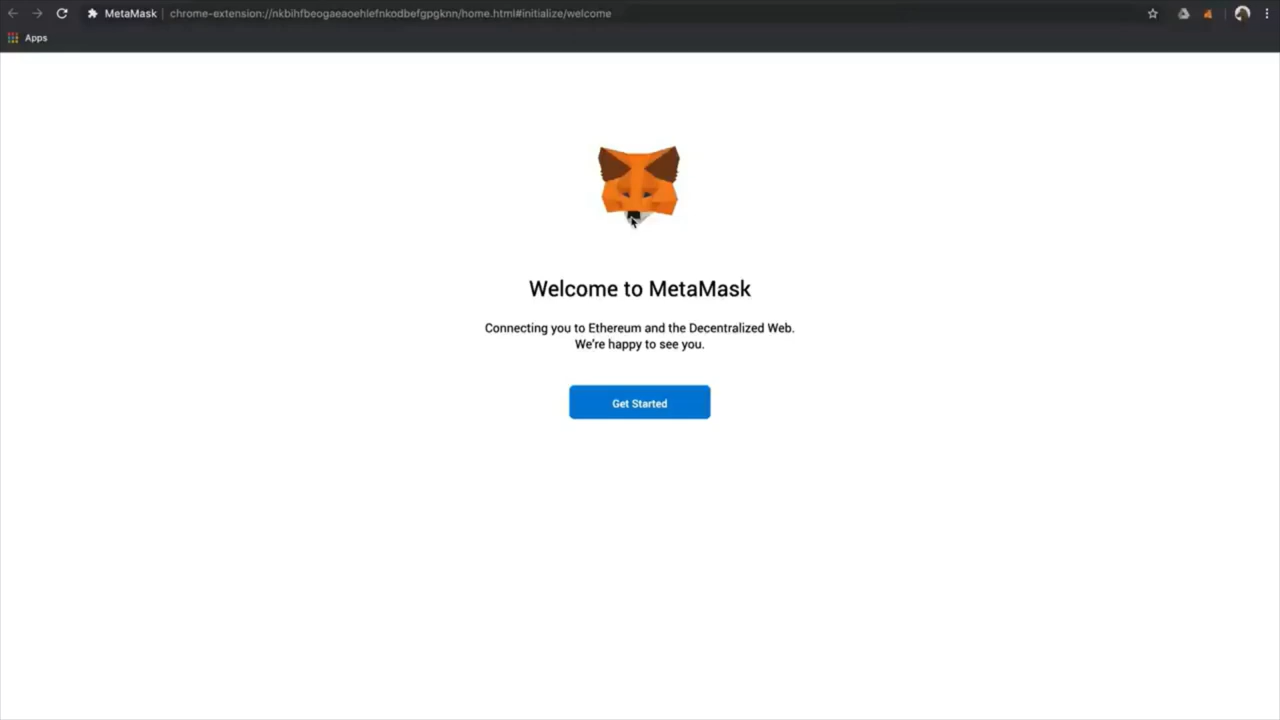 MetaMask chrome-extension://nkbihfbeogaeaoehlefnkodbefgpgknn/home.html#initialize/welcome
Apps
Welcome to MetaMask
Connecting you to Ethereum and the Decentralized Web.
We're happy to see you.
Get Started